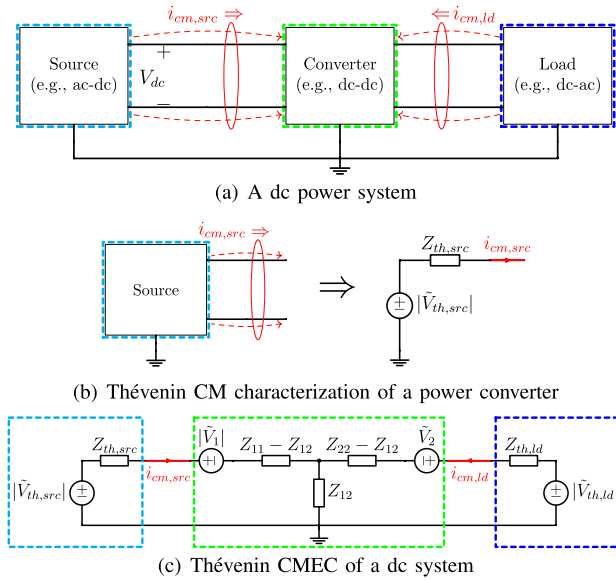 i_{cm,src} ⇒ ⇐ i_{cm,ld}
Source
(e.g., ac-dc)
+
V_{dc}
−
Converter
(e.g., dc-dc)
Load
(e.g., dc-ac)
(a) A dc power system
i_{cm,src} ⇒
Source
⇒
Z_{th,src}
i_{cm,src}
± |Ṽ_{th,src}|
(b) Thévenin CM characterization of a power converter
Z_{th,src} |Ṽ_1| Z_{11} − Z_{12} Z_{22} − Z_{12} Ṽ_2 Z_{th,ld}
i_{cm,src} i_{cm,ld}
|Ṽ_{th,src}| ± Z_{12} ± |Ṽ_{th,ld}|
(c) Thévenin CMEC of a dc system